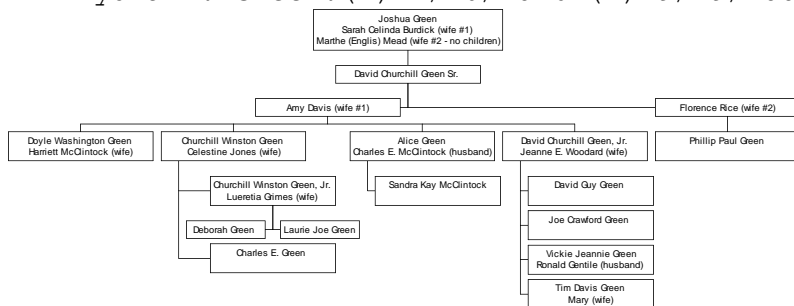 Joshua Green
Sarah Celinda Burdick (wife #1)
Marthe (Englis) Mead (wife #2 - no children)
David Churchill Green Sr.
Amy Davis (wife #1)
Florence Rice (wife #2)
Doyle Washington Green
Harriett McClintock (wife)
Churchill Winston Green
Celestine Jones (wife)
Alice Green
Charles E. McClintock (husband)
David Churchill Green, Jr.
Jeanne E. Woodard (wife)
Phillip Paul Green
Churchill Winston Green, Jr.
Lueretia Grimes (wife)
Sandra Kay McClintock
David Guy Green
Deborah Green
Laurie Joe Green
Joe Crawford Green
Charles E. Green
Vickie Jeannie Green
Ronald Gentile (husband)
Tim Davis Green
Mary (wife)